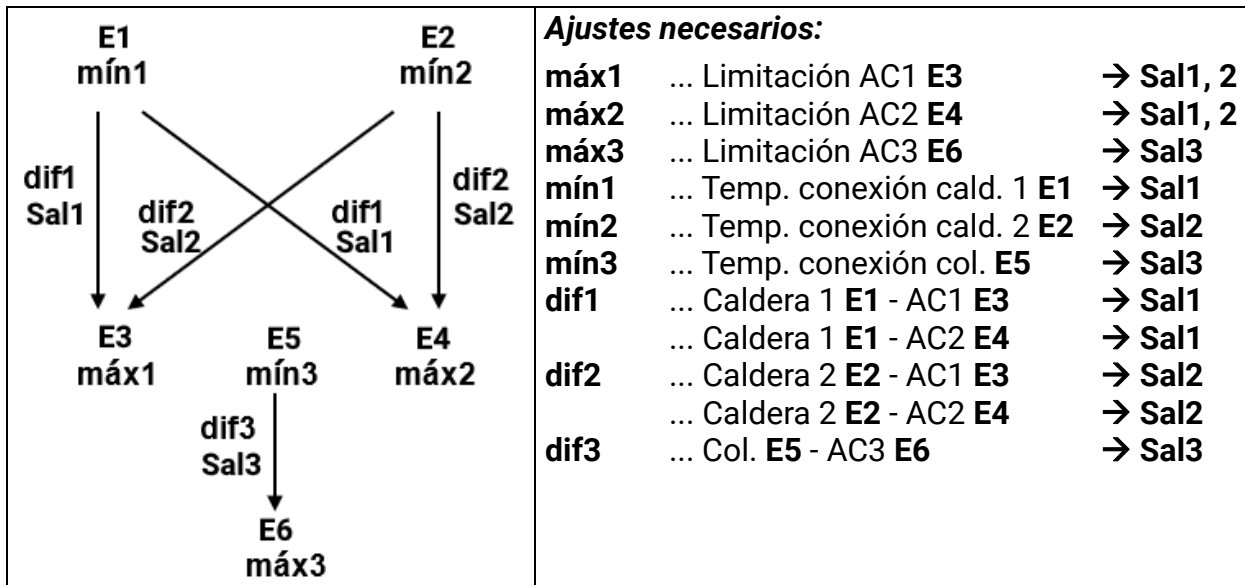 E1
mín1
E2
mín2
dif1
Sal1
dif2
Sal2
dif1
Sal1
dif2
Sal2
E3
máx1
E5
mín3
E4
máx2
dif3
Sal3
E6
máx3
Ajustes necesarios:
máx1 ... Limitación AC1 E3 → Sal1, 2
máx2 ... Limitación AC2 E4 → Sal1, 2
máx3 ... Limitación AC3 E6 → Sal3
mín1 ... Temp. conexión cald. 1 E1 → Sal1
mín2 ... Temp. conexión cald. 2 E2 → Sal2
mín3 ... Temp. conexión col. E5 → Sal3
dif1 ... Caldera 1 E1 - AC1 E3 → Sal1
... Caldera 1 E1 - AC2 E4 → Sal1
dif2 ... Caldera 2 E2 - AC1 E3 → Sal2
... Caldera 2 E2 - AC2 E4 → Sal2
dif3 ... Col. E5 - AC3 E6 → Sal3